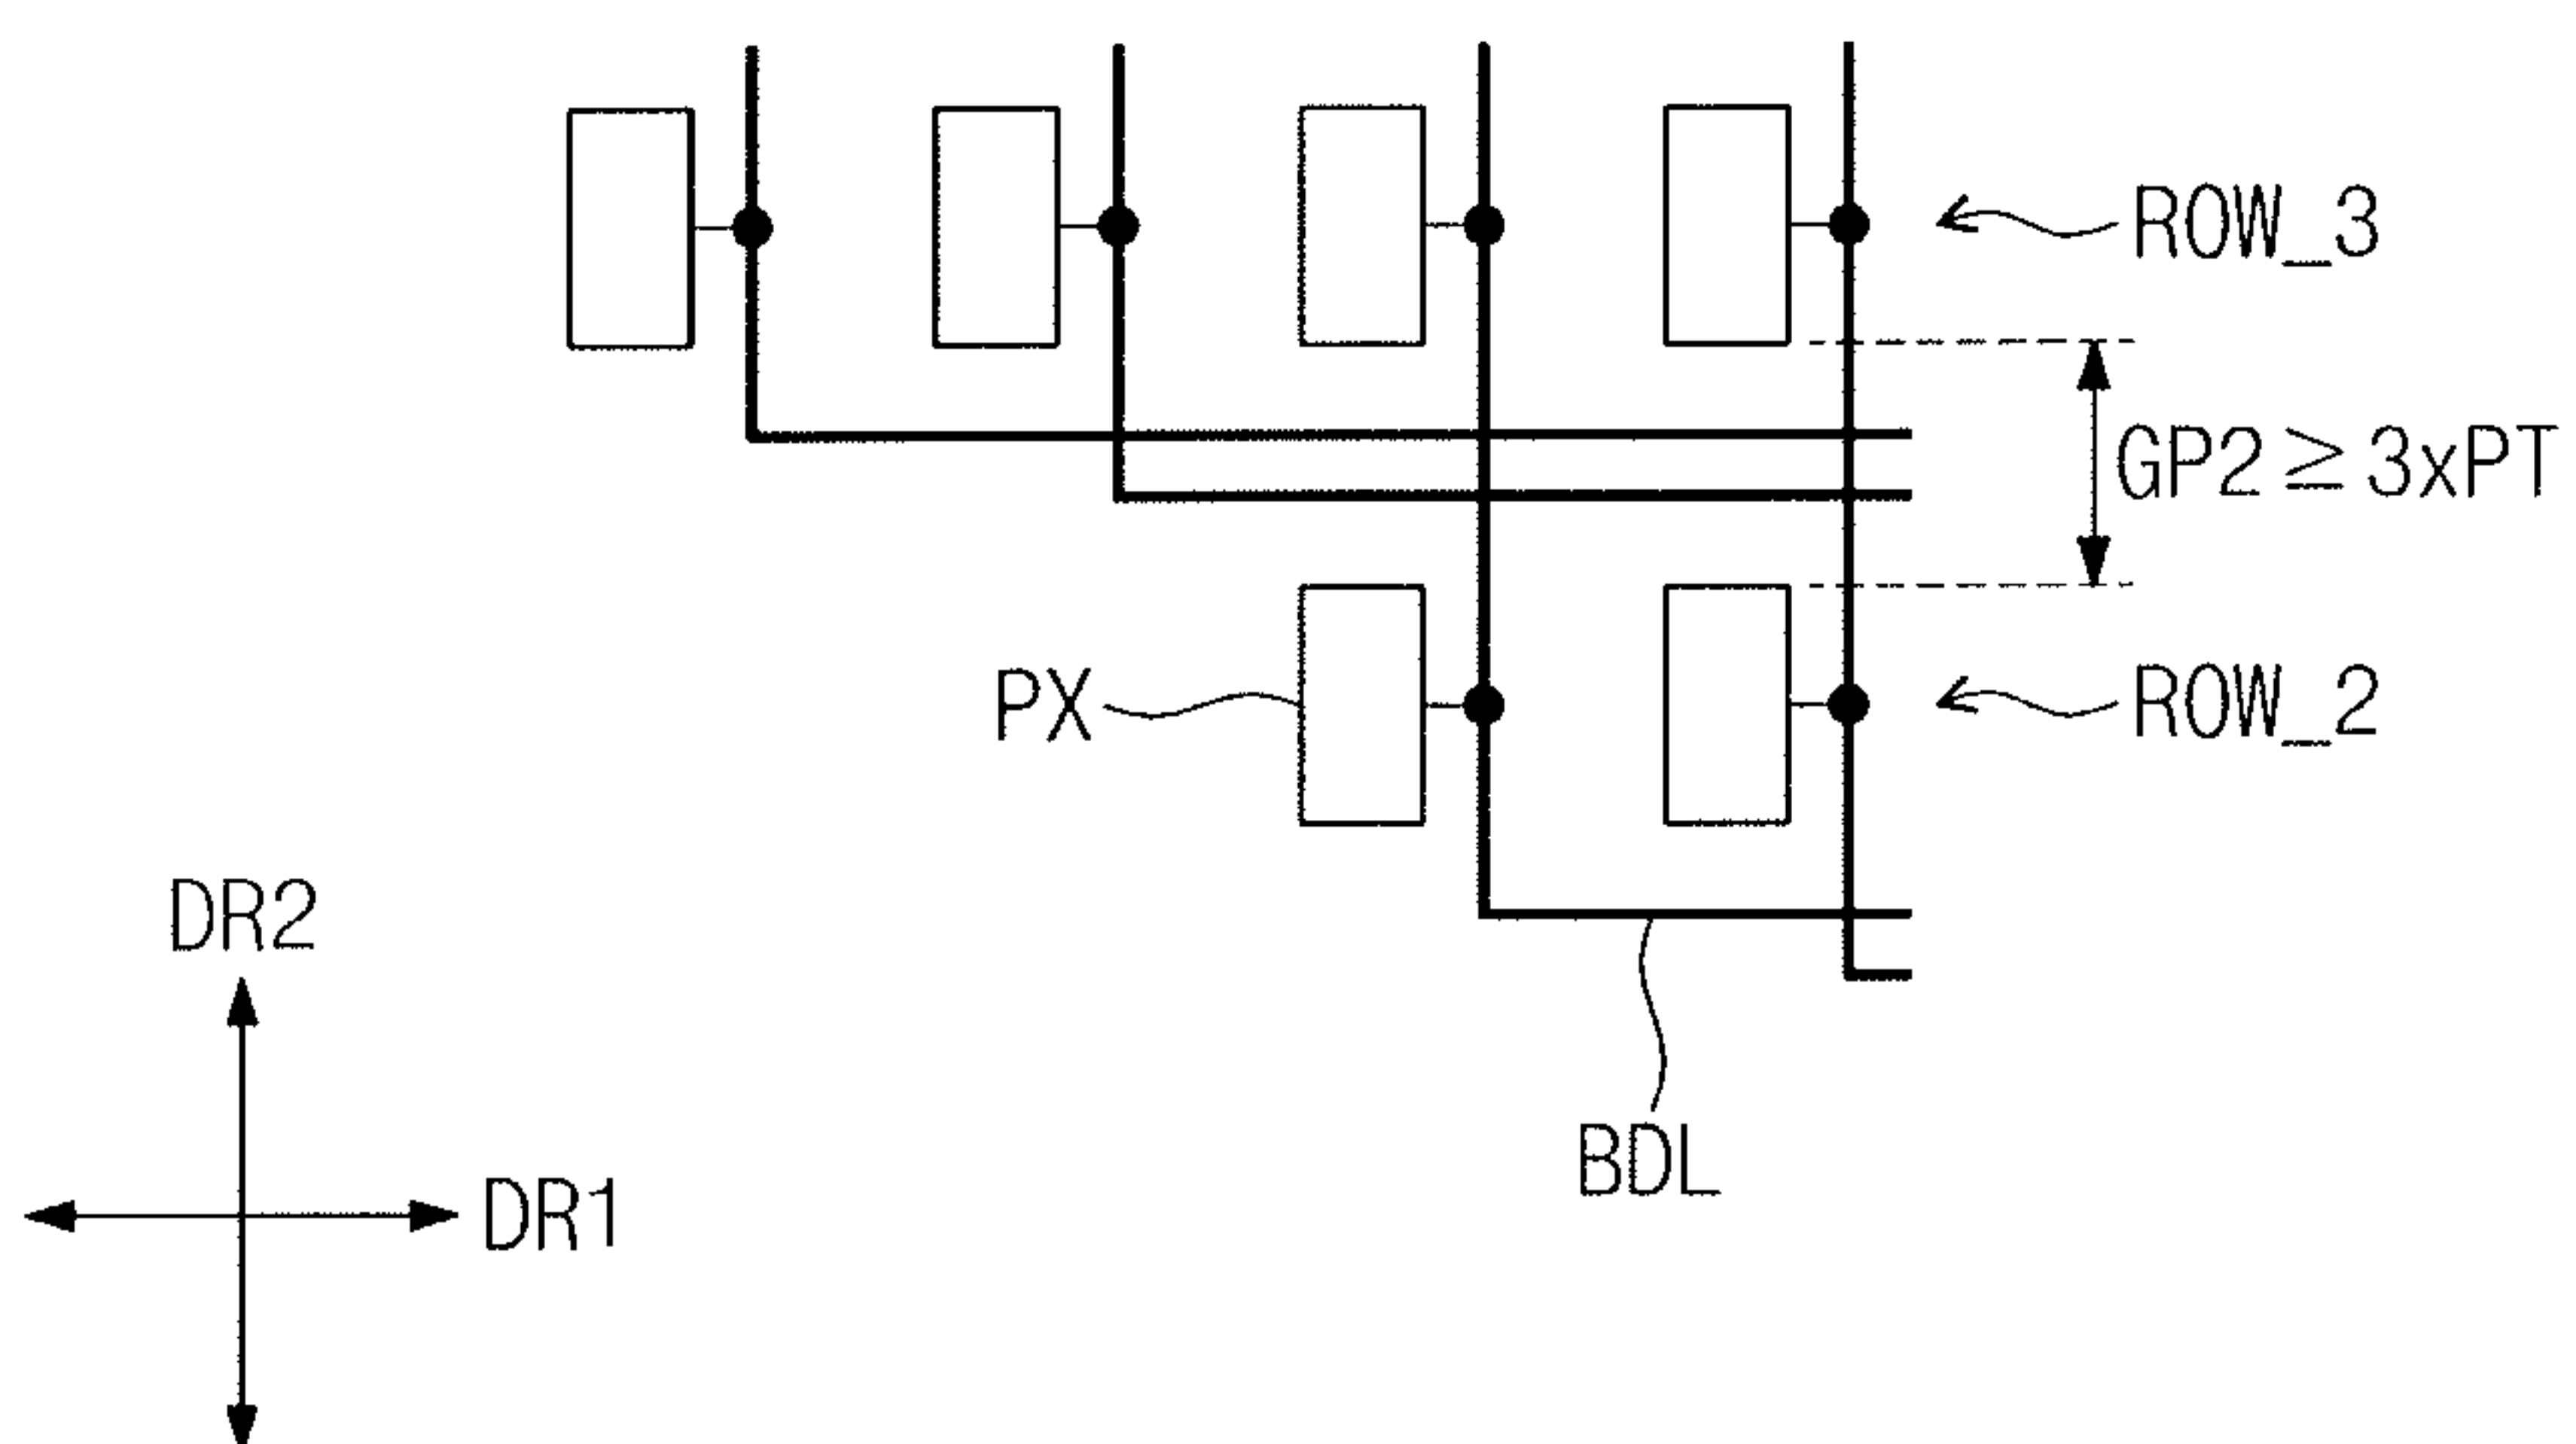 ROW_3
GP2≥3xPT
PX
ROW_2
DR2
DR1
BDL